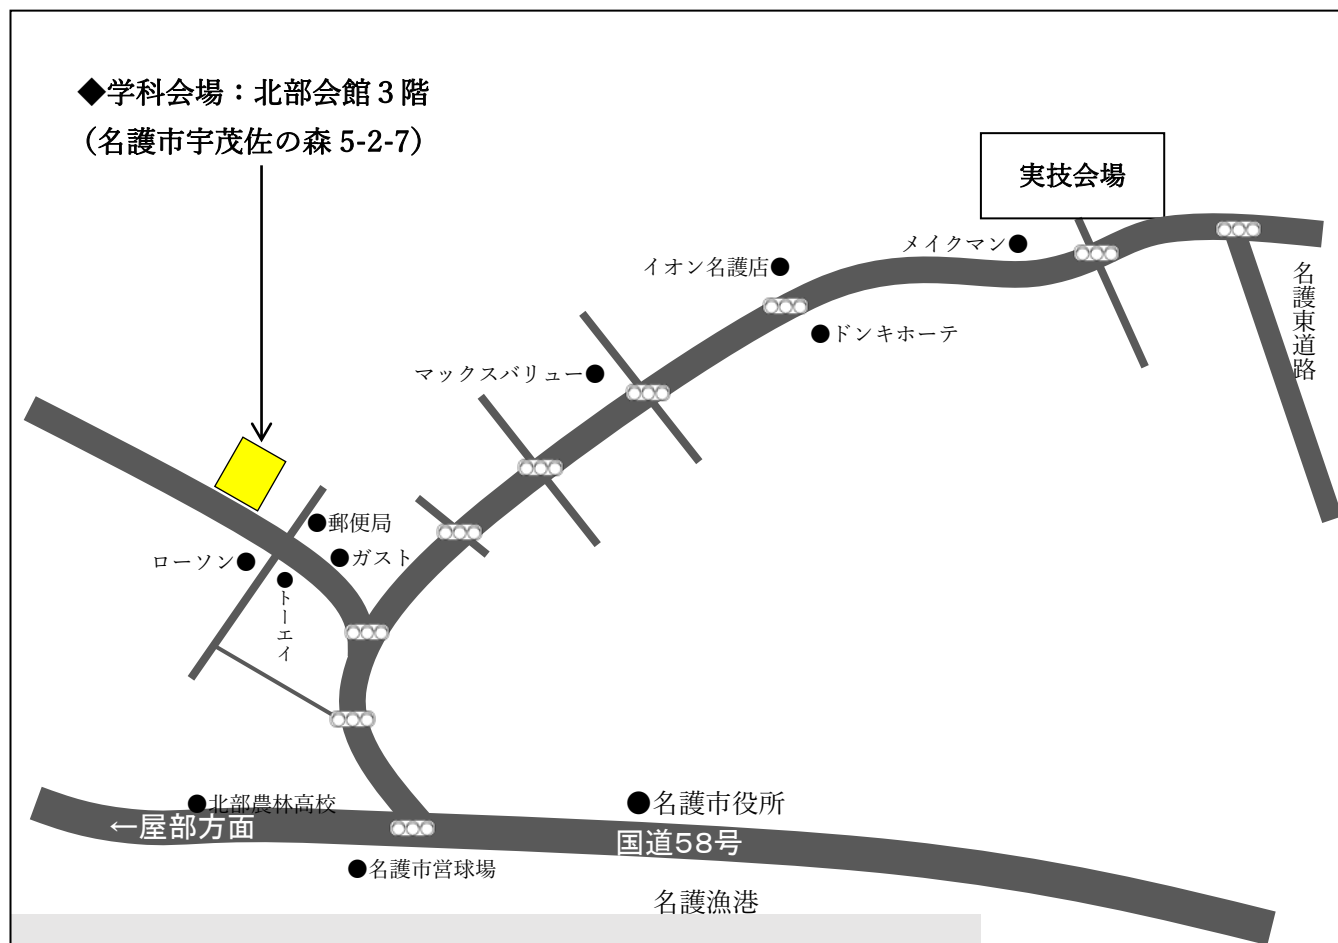 ◆学科会場：北部会館３階
（名護市宇茂佐の森 5-2-7）
実技会場
メイクマン
イオン名護店
名護東道路
ドンキホーテ
マックスバリュー
郵便局
ローソン
ガスト
トーエイ
北部農林高校
名護市役所
←屋部方面
国道58号
名護市営球場
名護漁港